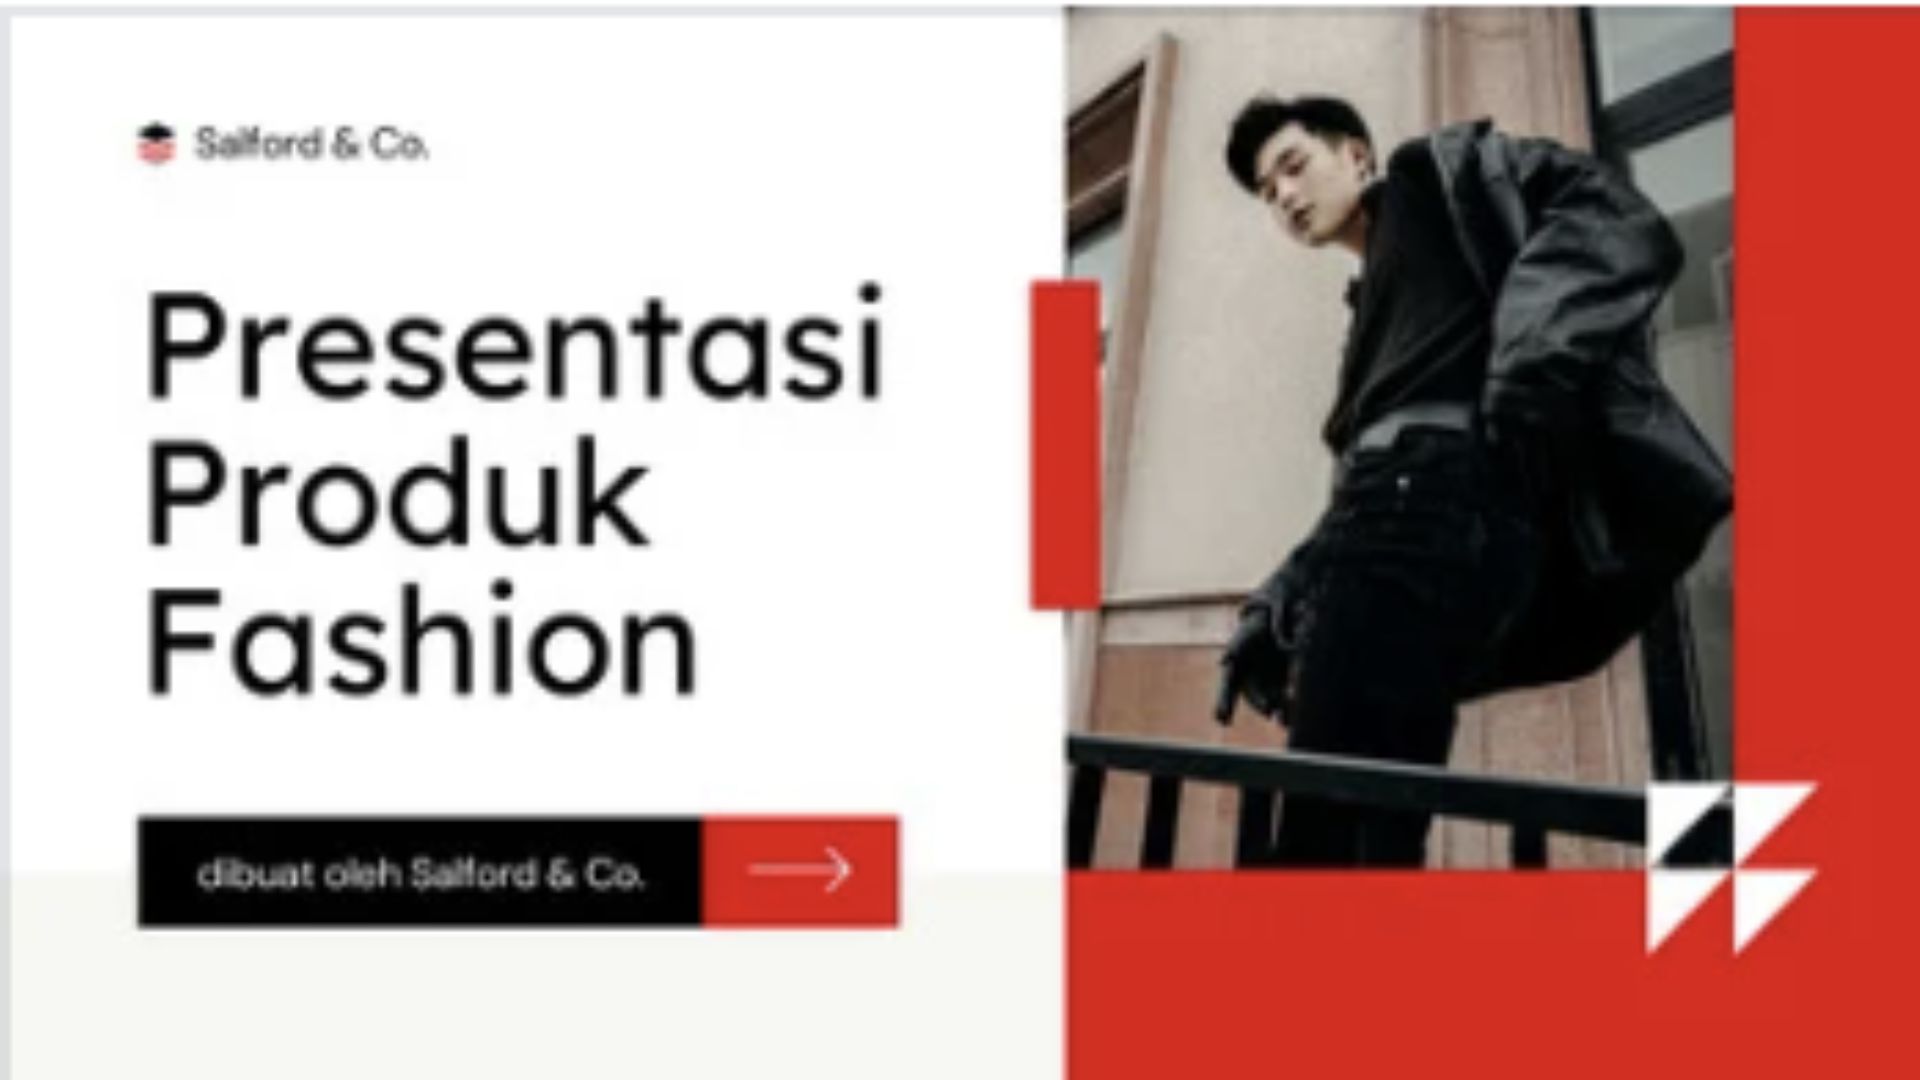 Salford & Co.
Presentasi
Produk
Fashion
dibuat oleh Salford & Co.